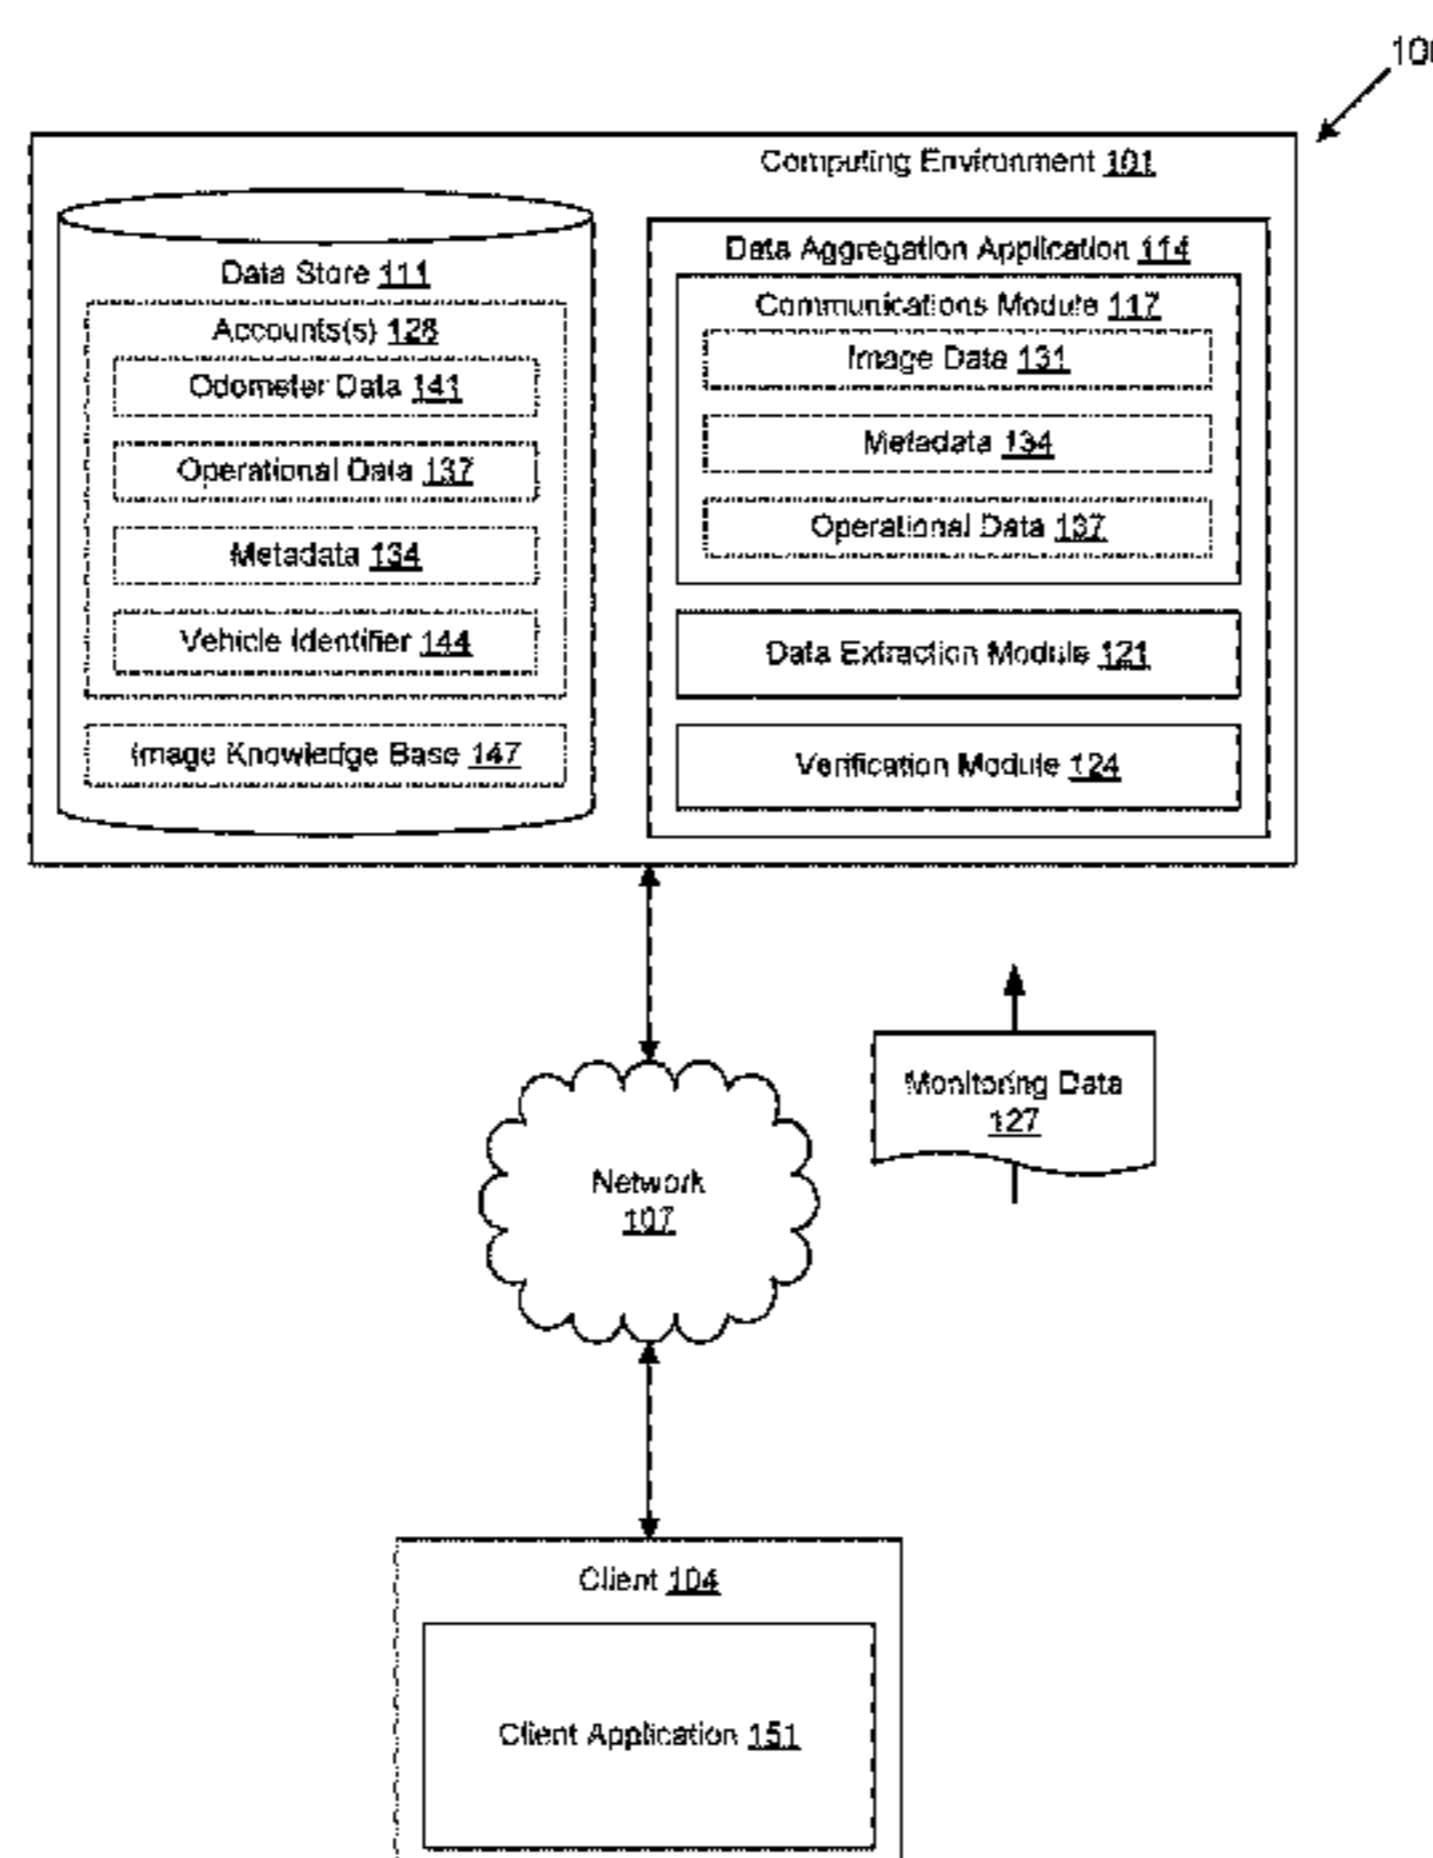 Computing Environment 101
Data Store 111
Accounts(s) 128
Odometer Data 141
Operational Data 137
Metadata 134
Vehicle Identifier 144
Image Knowledge Base 147
Data Aggregation Application 114
Communications Module 117
Image Data 131
Metadata 134
Operational Data 137
Data Extraction Module 121
Verification Module 124
Monitoring Data
127
Network
107
Client 104
Client Application 151